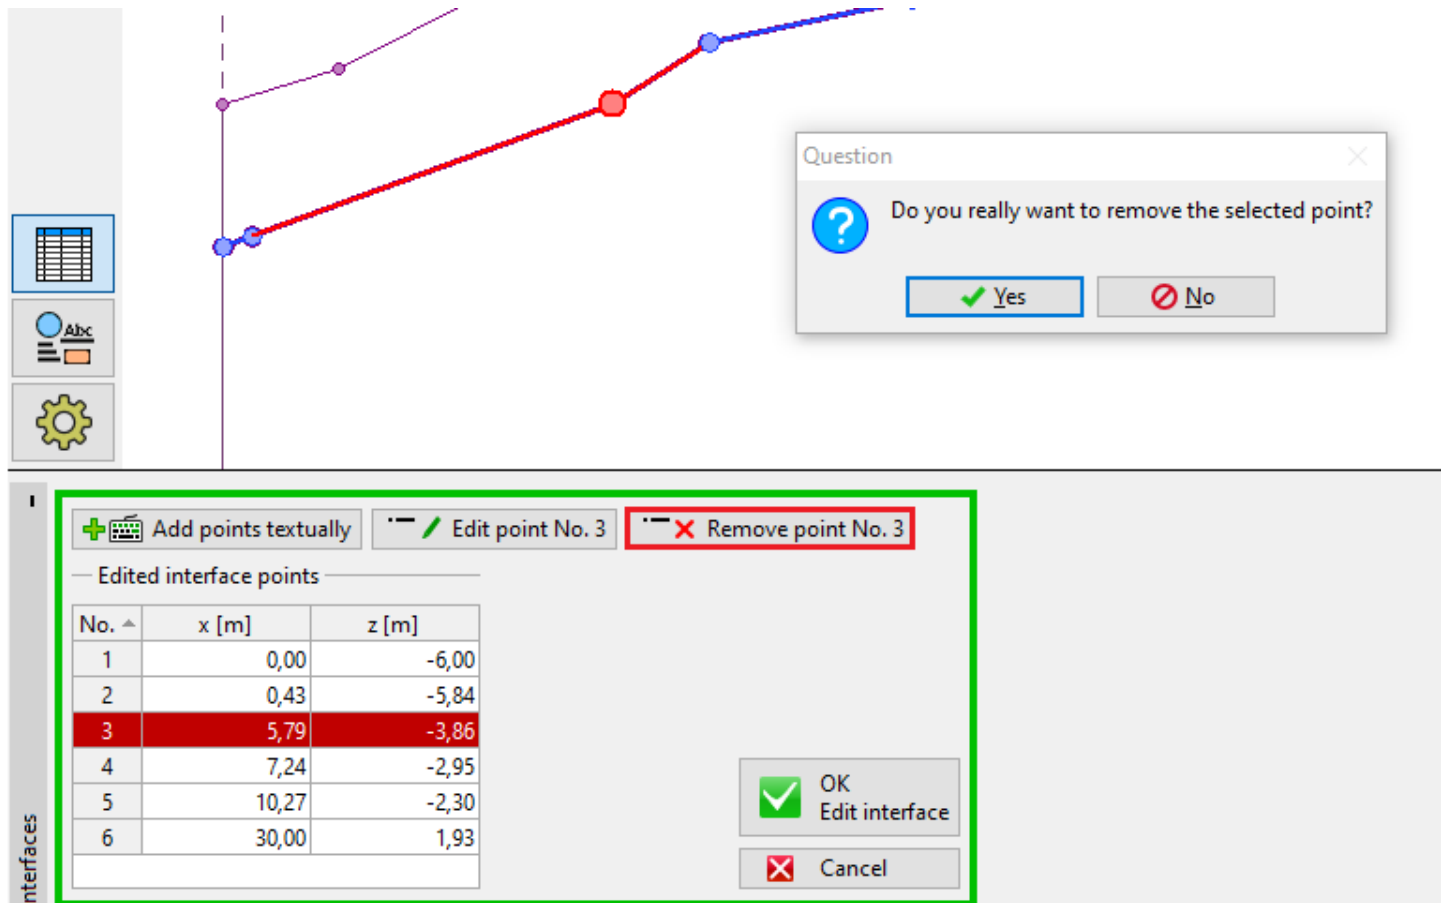 Question
Do you really want to remove the selected point?
Yes
No
Abc
Add points textually
Edit point No. 3
Remove point No. 3
Edited interface points
No. x [m] z [m]
1 0,00 -6,00
2 0,43 -5,84
3 5,79 -3,86
4 7,24 -2,95
5 10,27 -2,30
6 30,00 1,93
OK
Edit interface
Cancel
nterfaces